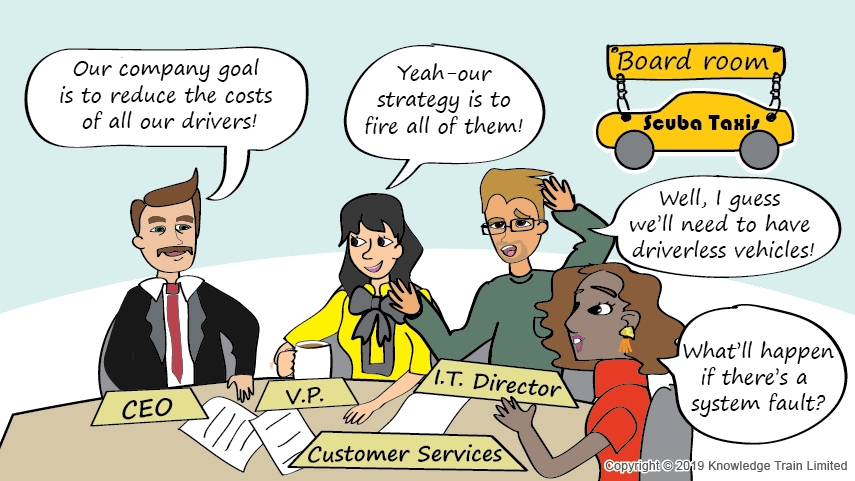 Our company goal
is to reduce the costs
of all our drivers!
Yeah-our
strategy is to
fire all of them!
Board room
Scuba Taxis
Well, I guess
we'll need to have
driverless vehicles!
What'll happen
if there's a
system fault?
CEO
V.P.
I.T. Director
Customer Services
Copyright © 2019 Knowledge Train Limited